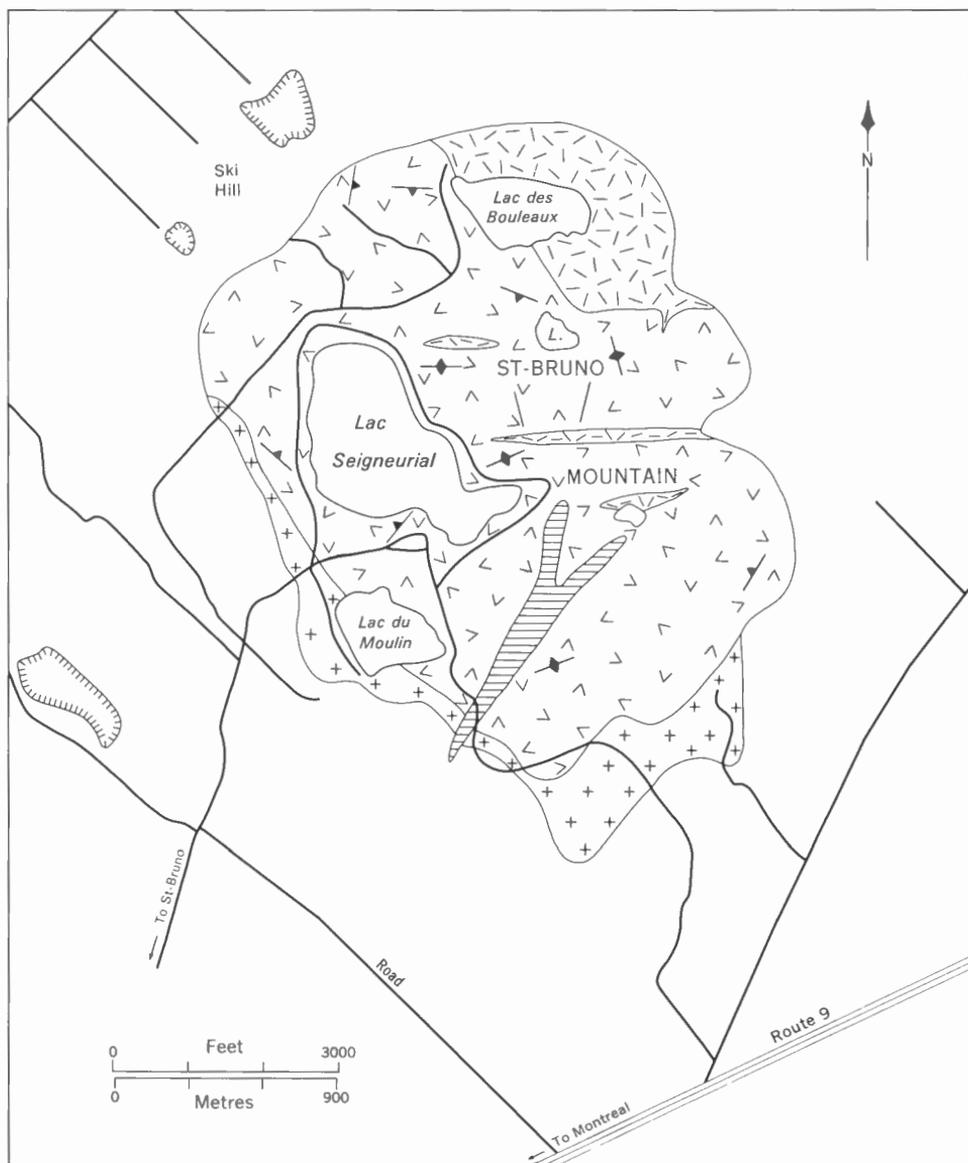 Ski
Hill
N
Lac des
Bouleaux
L.
ST-BRUNO
Lac
Seigneurial
MOUNTAIN
Lac du
Moulin
To St-Bruno
Road
Route 9
To Montreal
0 Feet 3000
0 Metres 900